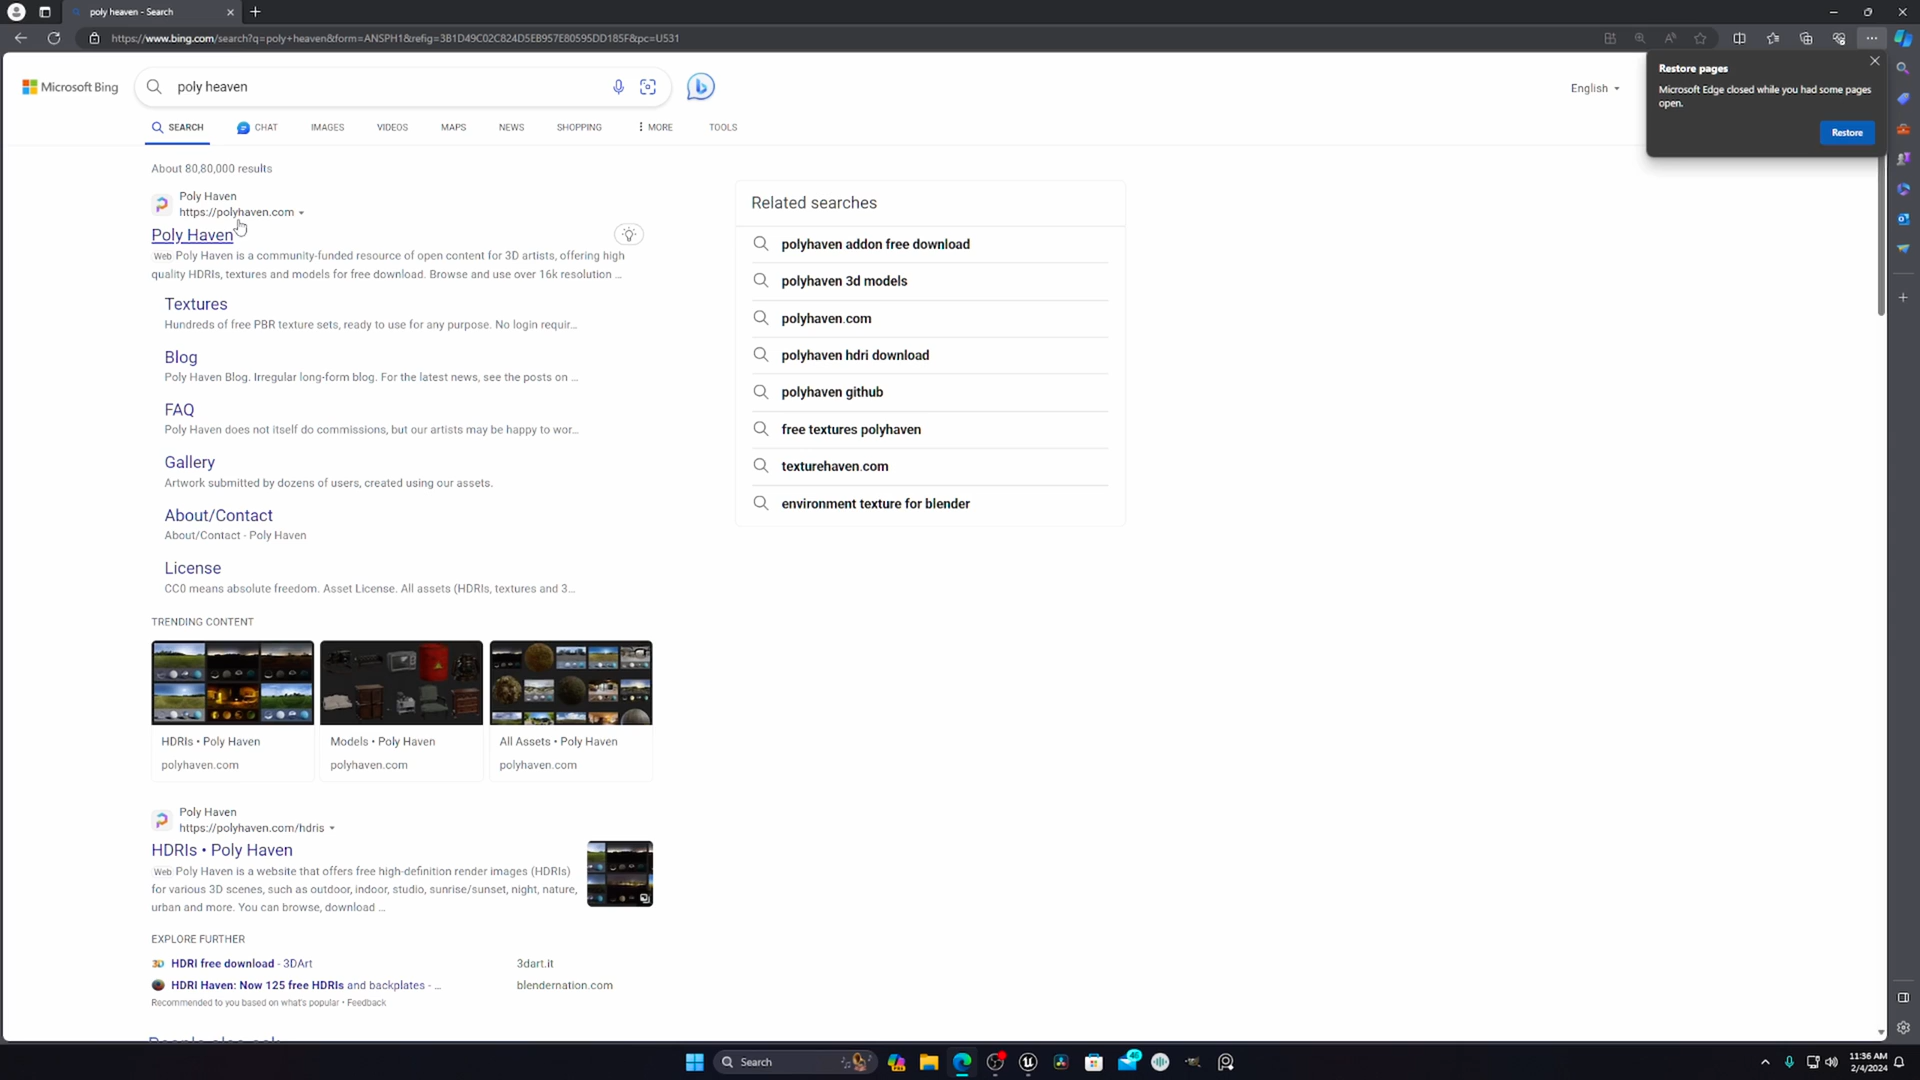 poly heaven - Search
https://www.bing.com/search?q=poly+heaven&form=ANSPH1&refig=3B1D49C02C824D5EB957E80595DD185F&pc=U531
Restore pages
Microsoft Edge closed while you had some pages
open.
Restore
Microsoft Bing
poly heaven
English
SEARCH
CHAT
IMAGES
VIDEOS
MAPS
NEWS
SHOPPING
MORE
TOOLS
About 80,80,000 results
Poly Haven
https://polyhaven.com
Poly Haven
Web Poly Haven is a community-funded resource of open content for 3D artists, offering high
quality HDRIs, textures and models for free download. Browse and use over 16k resolution ...
Textures
Hundreds of free PBR texture sets, ready to use for any purpose. No login requir...
Blog
Poly Haven Blog. Irregular long-form blog. For the latest news, see the posts on ...
FAQ
Poly Haven does not itself do commissions, but our artists may be happy to wor...
Gallery
Artwork submitted by dozens of users, created using our assets.
About/Contact
About/Contact - Poly Haven
License
CC0 means absolute freedom. Asset License. All assets (HDRIs, textures and 3...
Related searches
polyhaven addon free download
polyhaven 3d models
polyhaven.com
polyhaven hdri download
polyhaven github
free textures polyhaven
texturehaven.com
environment texture for blender
TRENDING CONTENT
HDRIs • Poly Haven
polyhaven.com
Models • Poly Haven
polyhaven.com
All Assets • Poly Haven
polyhaven.com
Poly Haven
https://polyhaven.com/hdris
HDRIs • Poly Haven
Web Poly Haven is a website that offers free high-definition render images (HDRIs)
for various 3D scenes, such as outdoor, indoor, studio, sunrise/sunset, night, nature,
urban and more. You can browse, download ...
EXPLORE FURTHER
HDRI free download - 3DArt
3dart.it
HDRI Haven: Now 125 free HDRIs and backplates - ...
blendernation.com
Recommended to you based on what's popular • Feedback
People also ask
Search
11:36 AM
2/4/2024